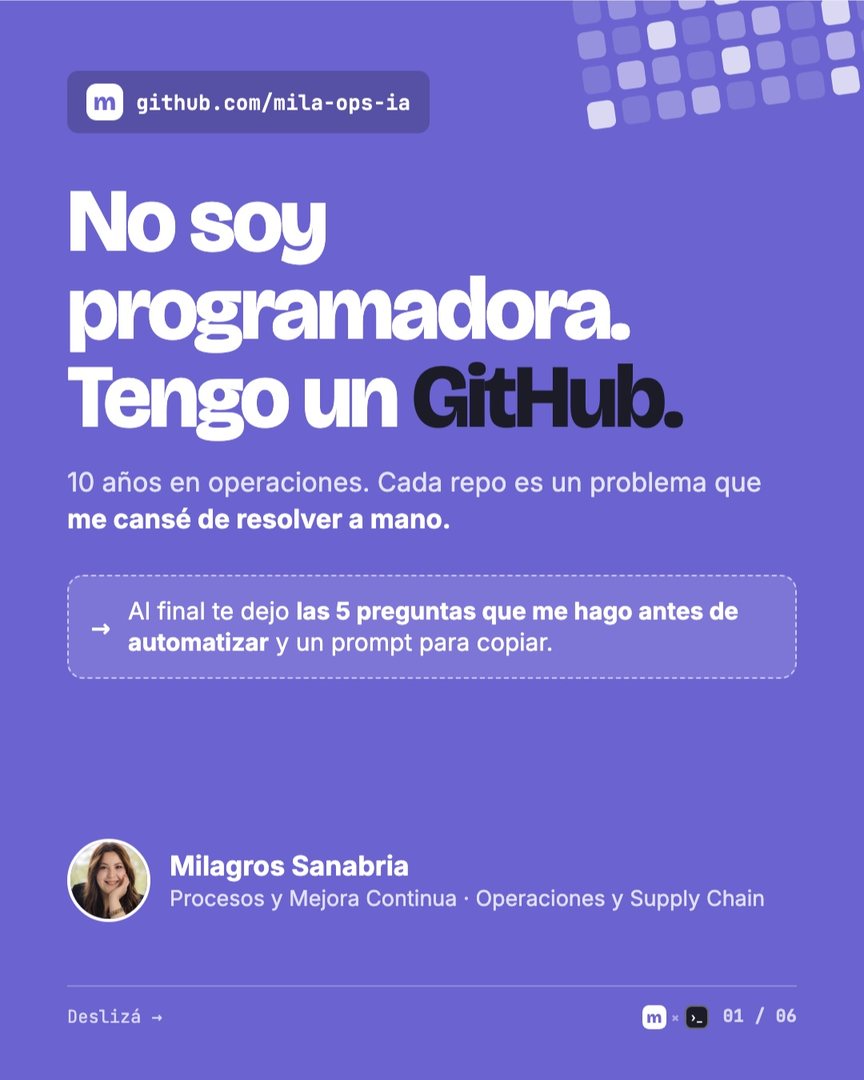 m github.com/mila-ops-ia
No soy
programadora.
Tengo un GitHub.
10 años en operaciones. Cada repo es un problema que
me cansé de resolver a mano.
→ Al final te dejo las 5 preguntas que me hago antes de
automatizar y un prompt para copiar.
Milagros Sanabria
Procesos y Mejora Continua · Operaciones y Supply Chain
Deslizá →
m × ›_ 01 / 06